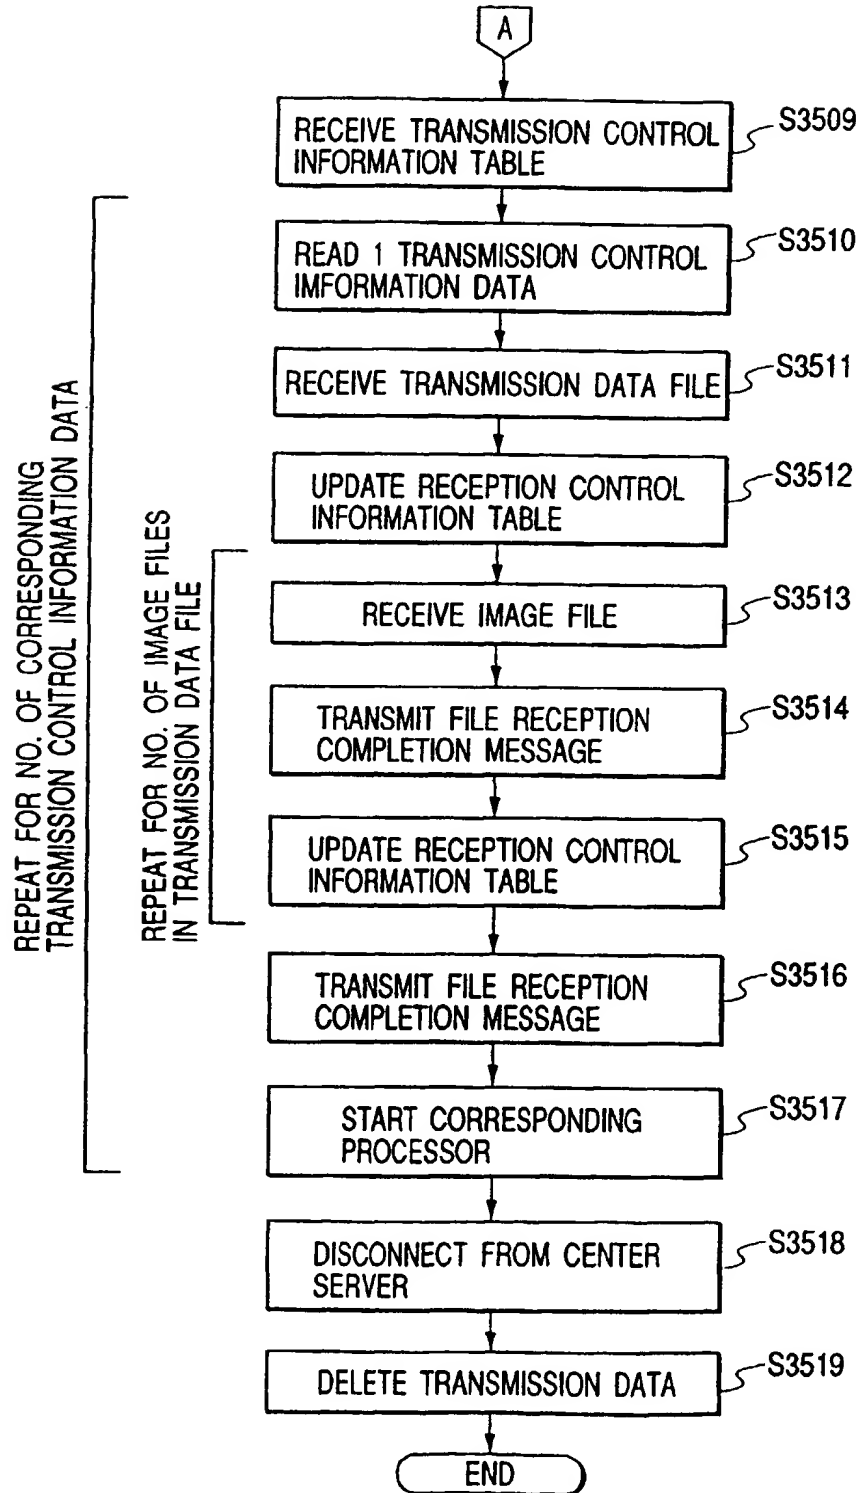 A
RECEIVE TRANSMISSION CONTROL
INFORMATION TABLE
S3509
READ 1 TRANSMISSION CONTROL
IMFORMATION DATA
S3510
RECEIVE TRANSMISSION DATA FILE
S3511
UPDATE RECEPTION CONTROL
INFORMATION TABLE
S3512
RECEIVE IMAGE FILE
S3513
TRANSMIT FILE RECEPTION
COMPLETION MESSAGE
S3514
UPDATE RECEPTION CONTROL
INFORMATION TABLE
S3515
TRANSMIT FILE RECEPTION
COMPLETION MESSAGE
S3516
START CORRESPONDING
PROCESSOR
S3517
DISCONNECT FROM CENTER
SERVER
S3518
DELETE TRANSMISSION DATA
S3519
END
REPEAT FOR NO. OF CORRESPONDING
TRANSMISSION CONTROL INFORMATION DATA
REPEAT FOR NO. OF IMAGE FILES
IN TRANSMISSION DATA FILE